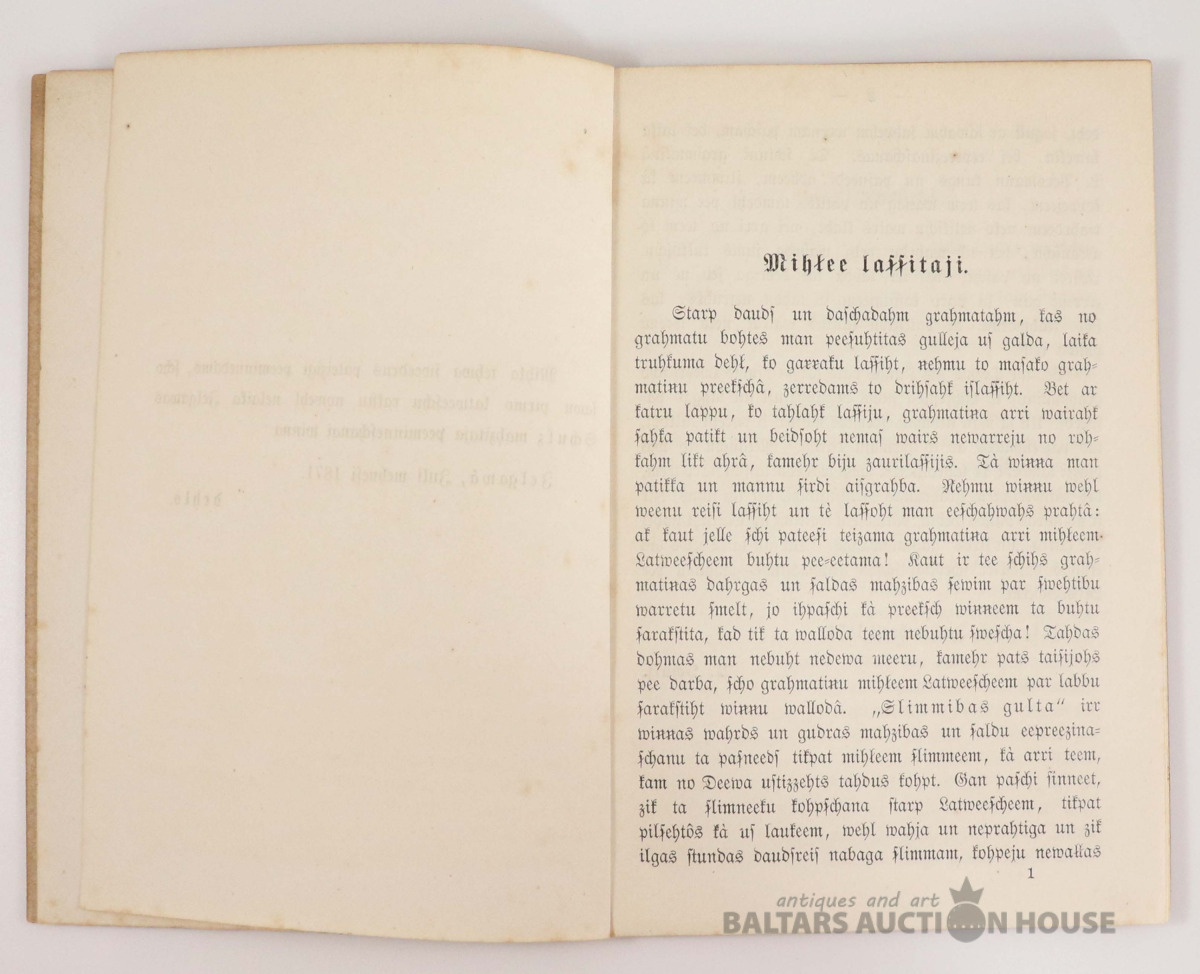 Mihłee laſſitaji.
Starp daudſ un daſchadahm grahmatahm, kas no
grahmatu bohtes man peeſuhtitas gulleja uſ galda, laika
truhkuma dehł, ko garraku laſſiht, nehmu to maſako grah⸗
matinu preekſchâ, zerredams to drihſahk iſlaſſiht. Bet ar
katru lappu, ko tahlahk laſſiju, grahmatina arri wairahk
ſahka patikt un beidſoht nemaſ wairs newarreju no roh⸗
kahm likt ahrâ, kamehr biju zaurilaſſijis. Tà winna man
patikka un mannu ſirdi aiſgrahba. Nehmu winnu wehl
weenu reiſi laſſiht un tè laſſoht man eeſchahwahs prahtâ:
ak kaut jelle ſchi pateeſi teizama grahmatina arri mihłeem
Latweeſcheem buhtu pee⸗eetama! Kaut ir tee ſchihs grah⸗
matinas dahrgas un ſaldas mahzibas ſewim par ſwehtibu
warretu ſmelt, jo ihpaſchi kà preekſch winneem ta buhtu
ſarakſtita, kad tik ta walloda teem nebuhtu ſweſcha! Tahdas
dohmas man nebuht nedewa meeru, kamehr pats taiſijohs
pee darba, ſcho grahmatinu mihłeem Latweeſcheem par labbu
ſarakſtiht winnu wallodâ. „Slimmibas gulta“ irr
winnas wahrds un gudras mahzibas un ſaldu eepreezina⸗
ſchanu ta paſneeds tikpat mihłeem ſlimmeem, kà arri teem,
kam no Deewa uſtizzehts tahdus kohpt. Gan paſchi ſinneet,
zik ta ſlimneeku kohpſchana ſtarp Latweeſcheem, tikpat
pilſehtôs kà uſ laukeem, wehl wahja un neprahtiga un zik
ilgas ſtundas daudſreiſ nabaga ſlimmam, kohpeju newallas
1
antiques and art
BALTARS AUCTION HOUSE